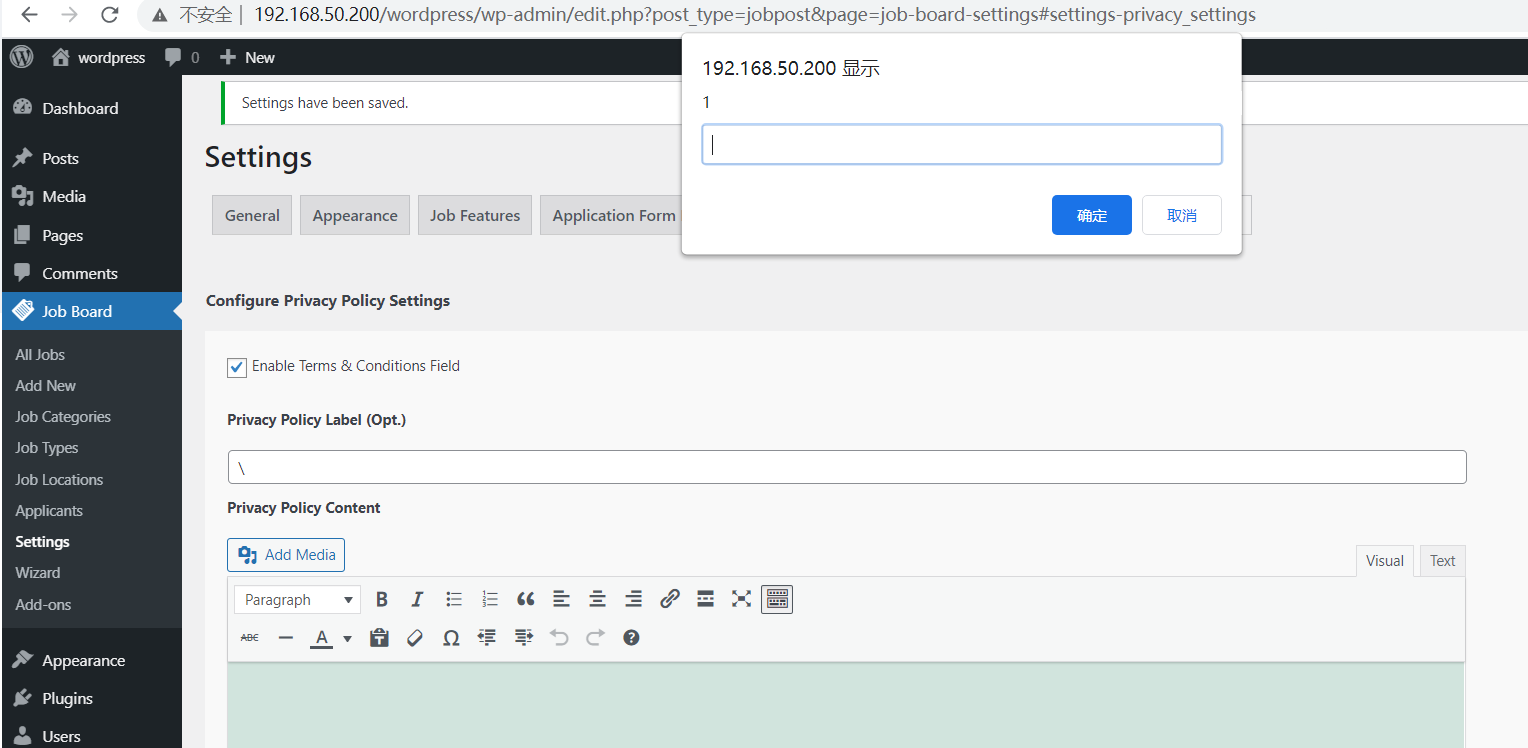 不安全 | 192.168.50.200/wordpress/wp-admin/edit.php?post_type=jobpost&page=job-board-settings#settings-privacy_settings
wordpress 0 New
192.168.50.200 显示
1
确定 取消
Dashboard
Posts
Media
Pages
Comments
Job Board
All Jobs
Add New
Job Categories
Job Types
Job Locations
Applicants
Settings
Wizard
Add-ons
Appearance
Plugins
Users
Settings have been saved.
Settings
General Appearance Job Features Application Form
Configure Privacy Policy Settings
Enable Terms & Conditions Field
Privacy Policy Label (Opt.)
\
Privacy Policy Content
Add Media
Visual Text
Paragraph B I
ABC A